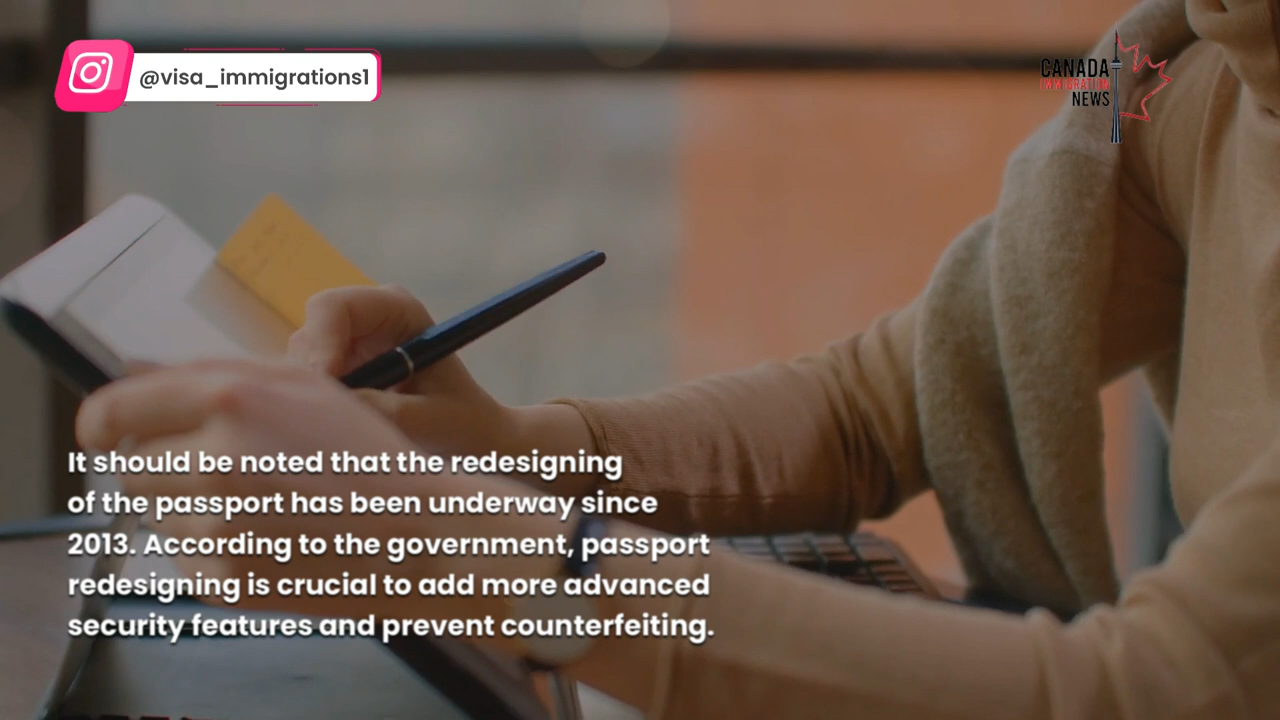 @visa_immigrations1
CANADA
IMMIGRATION
NEWS
It should be noted that the redesigning
of the passport has been underway since
2013. According to the government, passport
redesigning is crucial to add more advanced
security features and prevent counterfeiting.